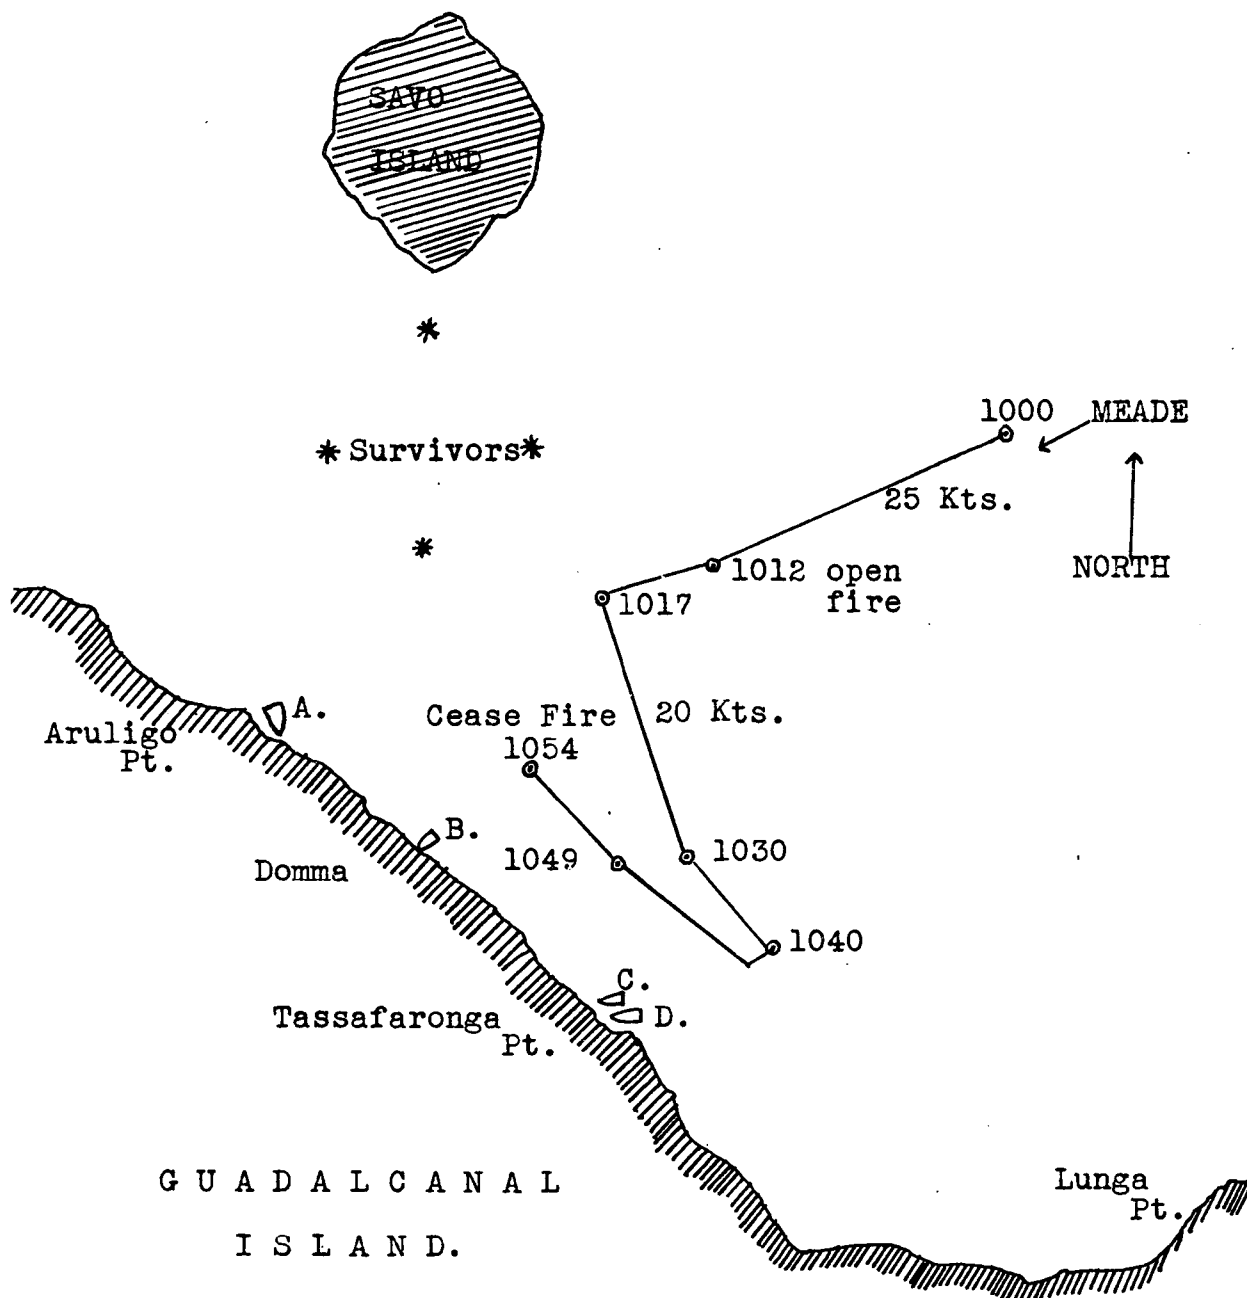 SAVO
ISLAND
1000
MEADE
* Survivors *
25 Kts.
1012 open
fire
NORTH
1017
A.
Aruligo
Pt.
Cease Fire
20 Kts.
1054
B.
1049
1030
Domma
1040
C.
Tassafaronga
Pt.
D.
GUADALCANAL
ISLAND.
Lunga
Pt.